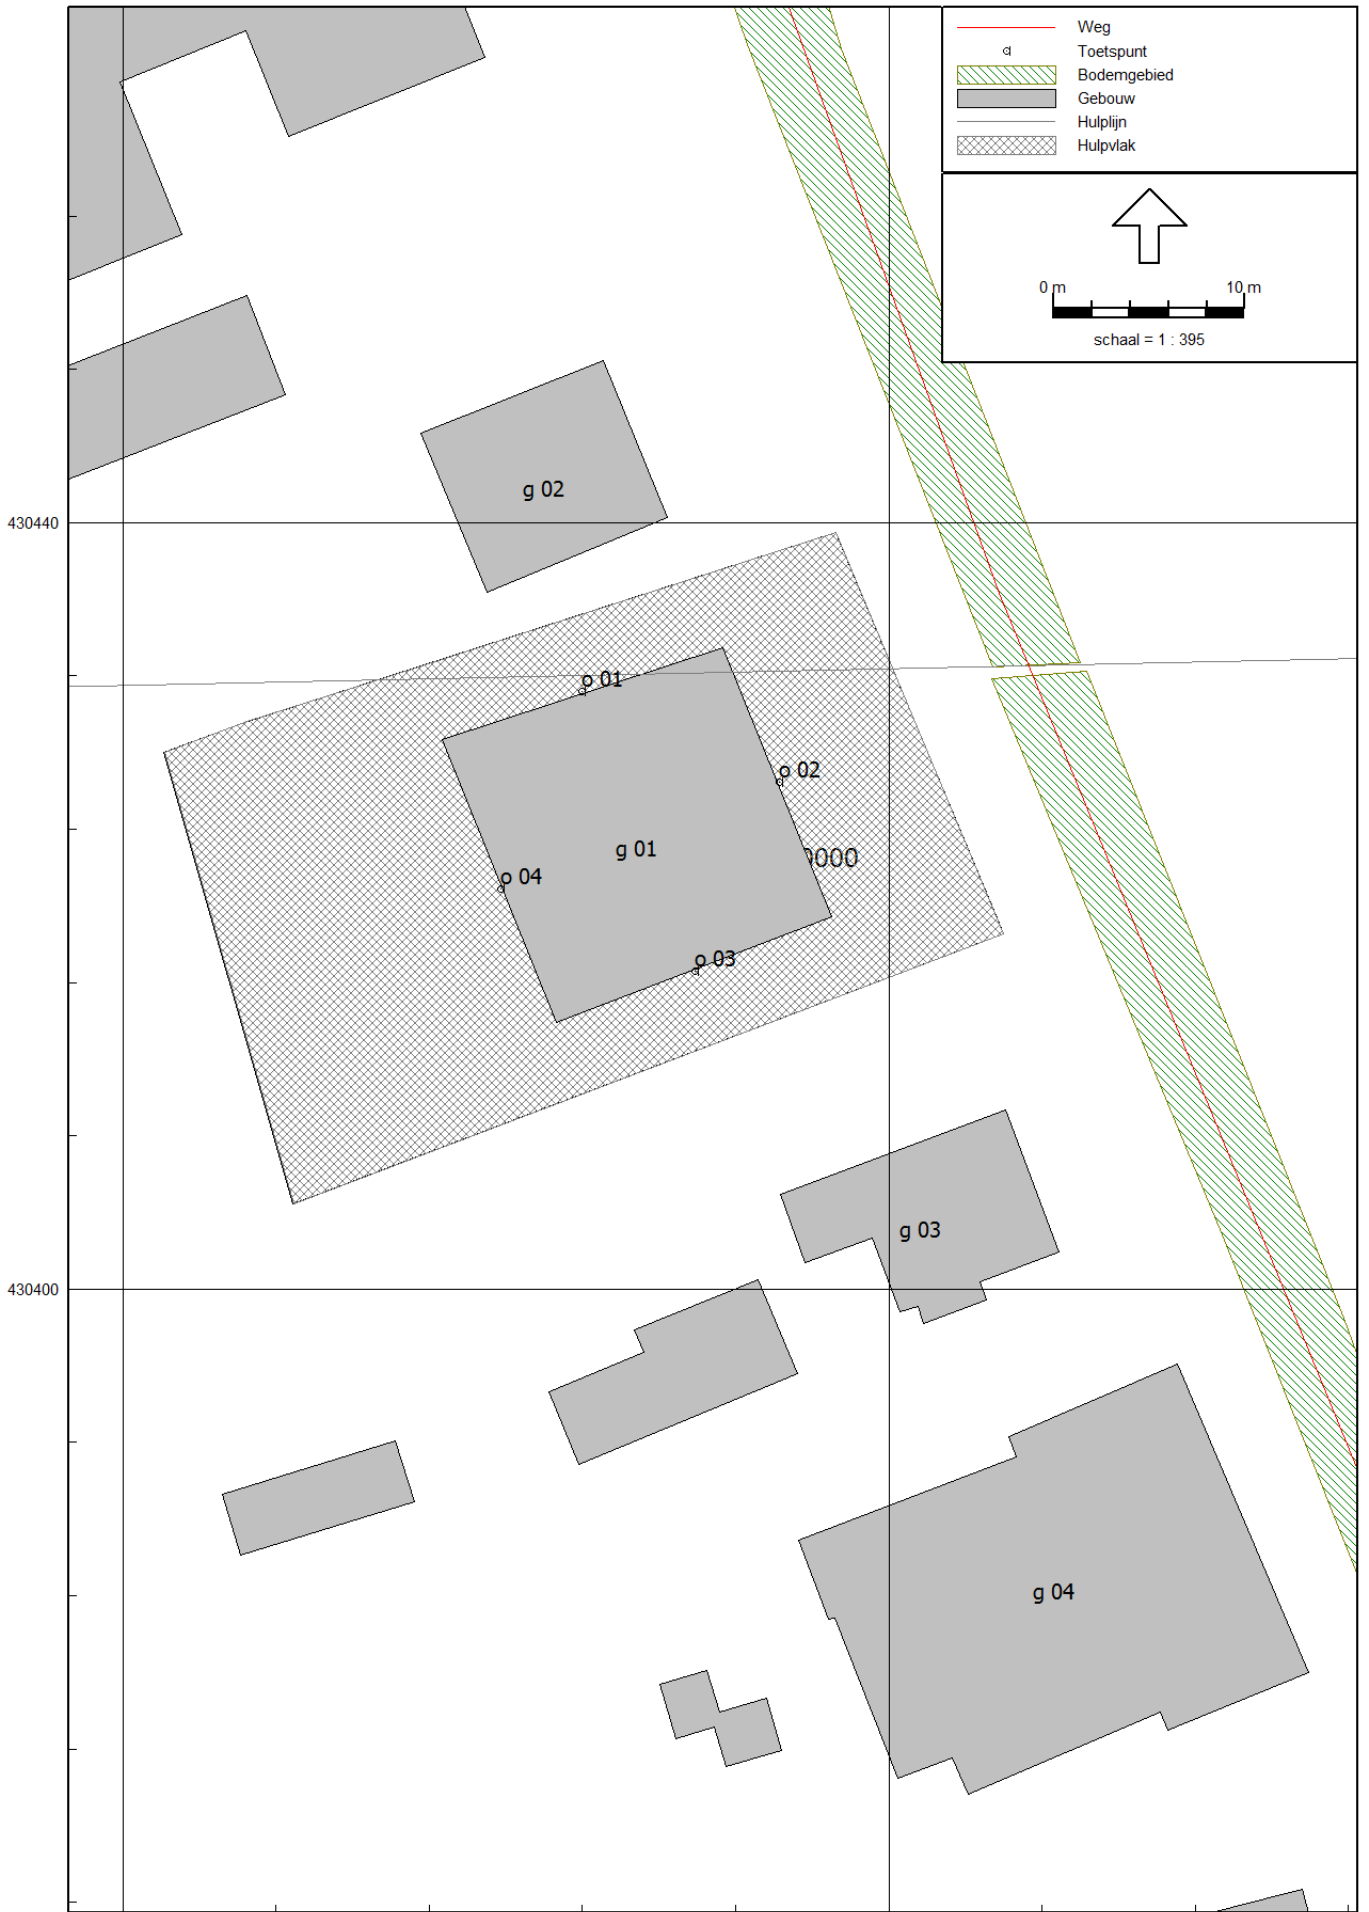 Weg
Toetspunt
Bodemgebied
Gebouw
Hulplijn
Hulpvlak
0 m 10 m
schaal = 1 : 395
g 02
430440
o 01
o 02
g 01
0000
o 04
o 03
g 03
430400
g 04